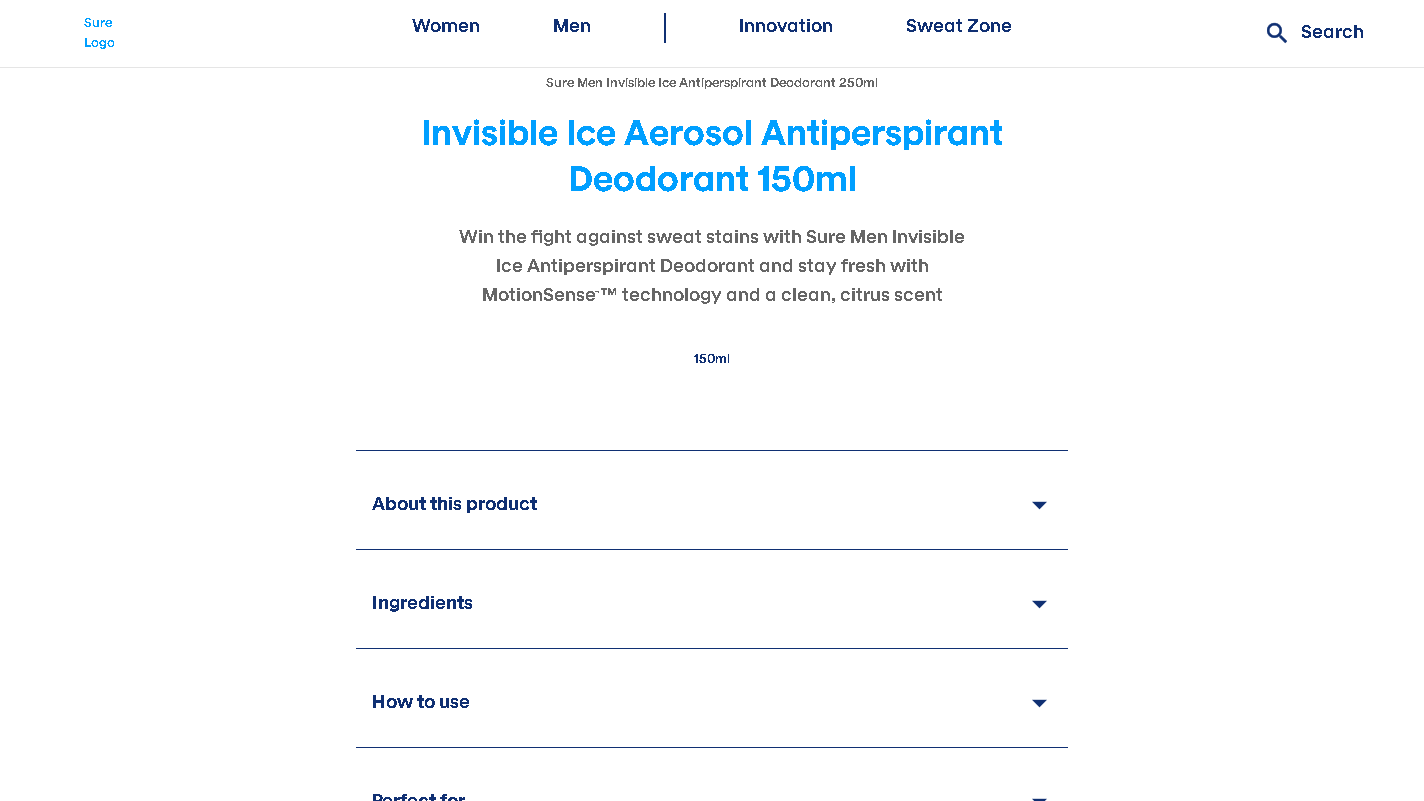 Sure
Logo
Women
Men
Innovation
Sweat Zone
Search
Sure Men Invisible Ice Antiperspirant Deodorant 250ml
Invisible Ice Aerosol Antiperspirant
Deodorant 150ml
Win the fight against sweat stains with Sure Men Invisible
Ice Antiperspirant Deodorant and stay fresh with
MotionSense™™ technology and a clean, citrus scent
150ml
About this product
Ingredients
How to use
Perfect for